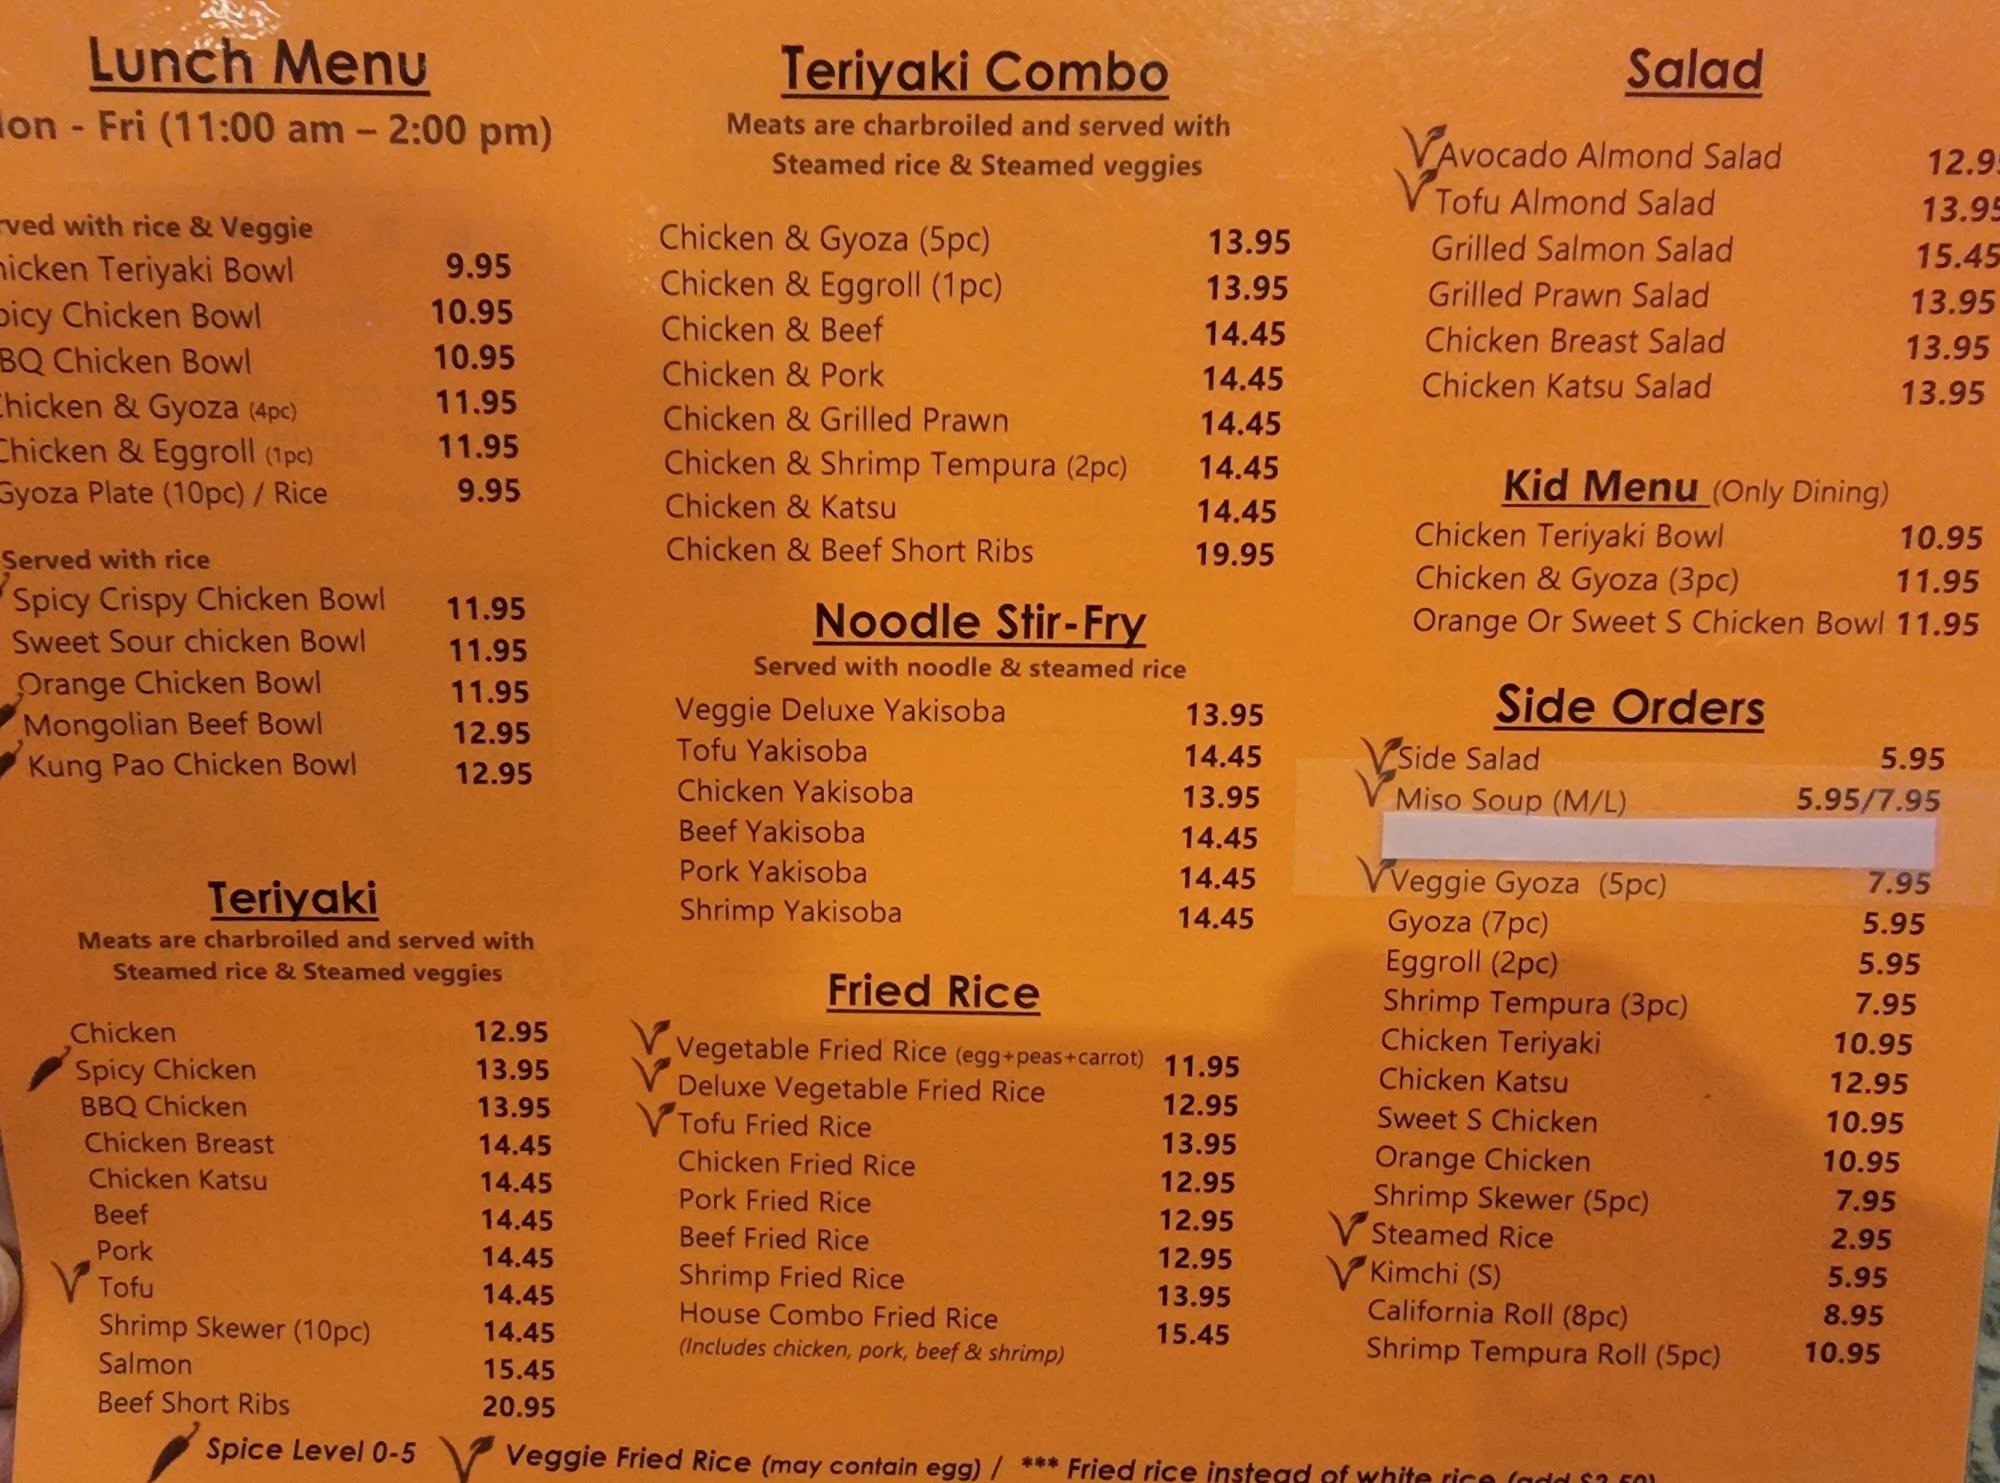 Lunch Menu
- Fri (11:00 am – 2:00 pm)
with rice & Veggie
Teriyaki Bowl 9.95
Chicken Bowl 10.95
Chicken Bowl 10.95
Chicken & Gyoza (4pc) 11.95
Chicken & Eggroll (1pc) 11.95
Gyoza Plate (10pc) / Rice 9.95
Served with rice
Spicy Crispy Chicken Bowl 11.95
Sweet Sour chicken Bowl 11.95
Orange Chicken Bowl 11.95
Mongolian Beef Bowl 12.95
Kung Pao Chicken Bowl 12.95
Teriyaki
Meats are charbroiled and served with
Steamed rice & Steamed veggies
Chicken 12.95
Spicy Chicken 13.95
BBQ Chicken 13.95
Chicken Breast 14.45
Chicken Katsu 14.45
Beef 14.45
Pork 14.45
Tofu 14.45
Shrimp Skewer (10pc) 14.45
Salmon 15.45
Beef Short Ribs 20.95
Teriyaki Combo
Meats are charbroiled and served with
Steamed rice & Steamed veggies
Chicken & Gyoza (5pc) 13.95
Chicken & Eggroll (1pc) 13.95
Chicken & Beef 14.45
Chicken & Pork 14.45
Chicken & Grilled Prawn 14.45
Chicken & Shrimp Tempura (2pc) 14.45
Chicken & Katsu 14.45
Chicken & Beef Short Ribs 19.95
Noodle Stir-Fry
Served with noodle & steamed rice
Veggie Deluxe Yakisoba 13.95
Tofu Yakisoba 14.45
Chicken Yakisoba 13.95
Beef Yakisoba 14.45
Pork Yakisoba 14.45
Shrimp Yakisoba 14.45
Fried Rice
Vegetable Fried Rice (egg+peas+carrot) 11.95
Deluxe Vegetable Fried Rice 12.95
Tofu Fried Rice 13.95
Chicken Fried Rice 12.95
Pork Fried Rice 12.95
Beef Fried Rice 12.95
Shrimp Fried Rice 13.95
House Combo Fried Rice 15.45
(Includes chicken, pork, beef & shrimp)
Salad
Avocado Almond Salad
Tofu Almond Salad 13.95
Grilled Salmon Salad 15.45
Grilled Prawn Salad 13.95
Chicken Breast Salad 13.95
Chicken Katsu Salad 13.95
Kid Menu (Only Dining)
Chicken Teriyaki Bowl 10.95
Chicken & Gyoza (3pc) 11.95
Orange Or Sweet S Chicken Bowl 11.95
Side Orders
Side Salad 5.95
Miso Soup (M/L) 5.95/7.95
Veggie Gyoza (5pc) 7.95
Gyoza (7pc) 5.95
Eggroll (2pc) 5.95
Shrimp Tempura (3pc) 7.95
Chicken Teriyaki 10.95
Chicken Katsu 12.95
Sweet S Chicken 10.95
Orange Chicken 10.95
Shrimp Skewer (5pc) 7.95
Steamed Rice 2.95
Kimchi (S) 5.95
California Roll (8pc) 8.95
Shrimp Tempura Roll (5pc) 10.95
Spice Level 0-5 V Veggie Fried Rice (may contain egg) / *** Fried rice instead of white rice (add $2.50)